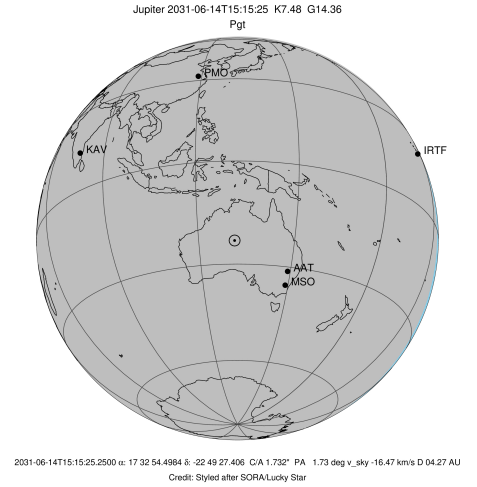 Jupiter 2031-06-14T15:15:25 K7.48 G14.36
Pgt
PMO
KAV
IRTF
AAT
MSO
2031-06-14T15:15:25.2500 α: 17 32 54.4984 δ: -22 49 27.406 C/A 1.732" PA 1.73 deg v_sky -16.47 km/s D 04.27 AU
Credit: Styled after SORA/Lucky Star